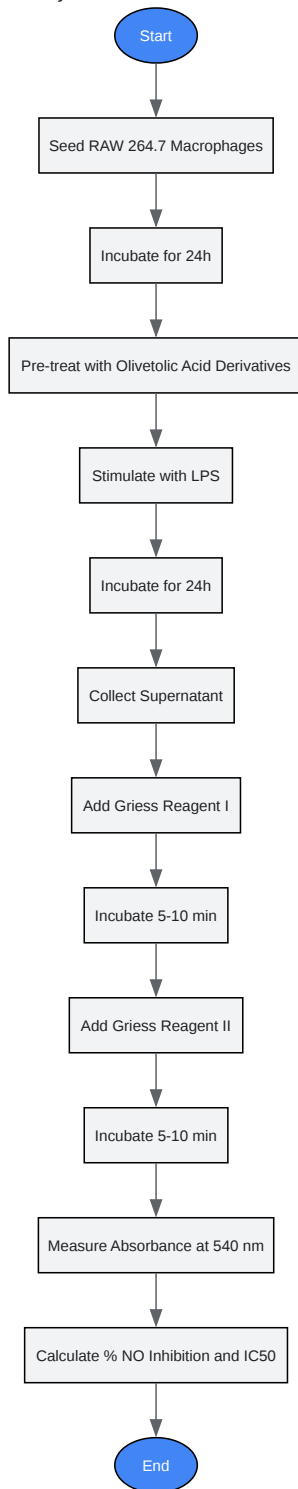 Start
Seed RAW 264.7 Macrophages
Incubate for 24h
Pre-treat with Olivetolic Acid Derivatives
Stimulate with LPS
Incubate for 24h
Collect Supernatant
Add Griess Reagent I
Incubate 5-10 min
Add Griess Reagent II
Incubate 5-10 min
Measure Absorbance at 540 nm
Calculate % NO Inhibition and IC50
End